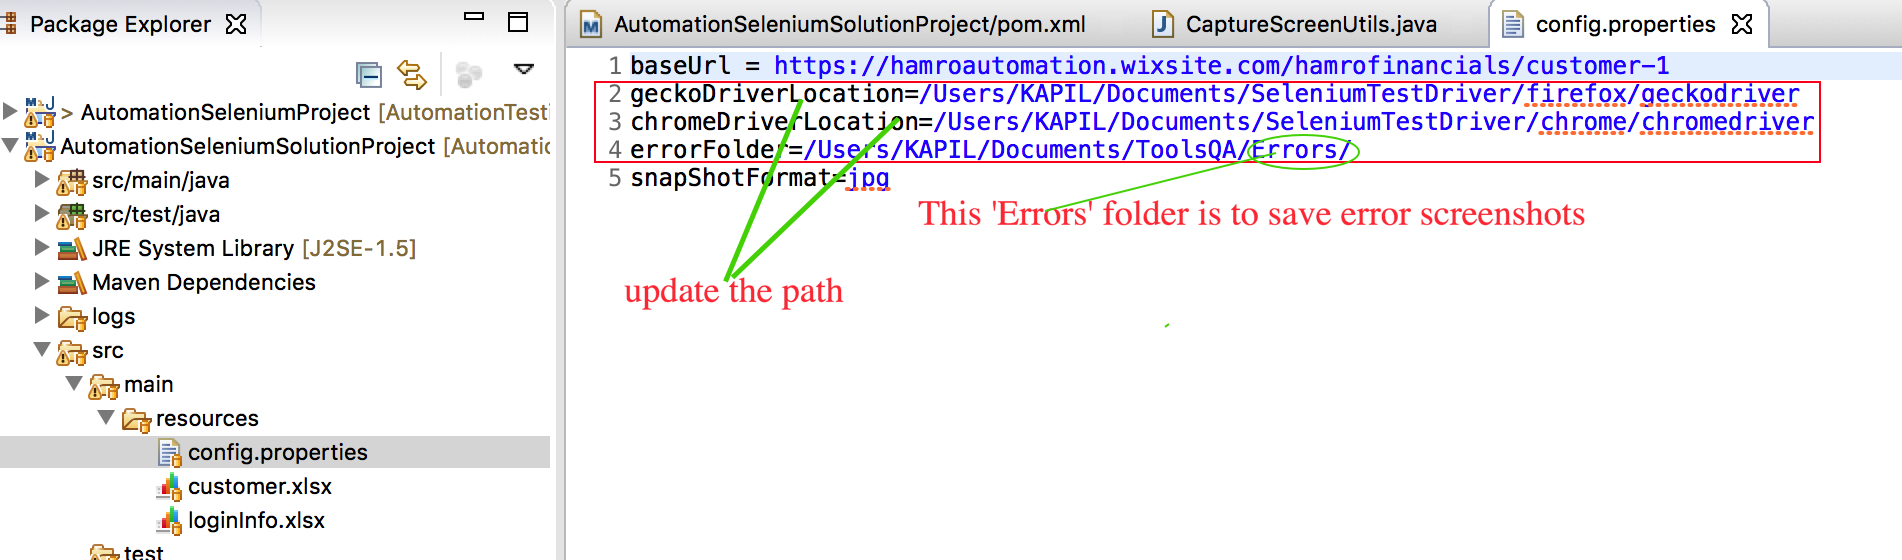 Package Explorer
> AutomationSeleniumProject [AutomationTesti
AutomationSeleniumSolutionProject [Automatic
src/main/java
src/test/java
JRE System Library [J2SE-1.5]
Maven Dependencies
logs
src
main
resources
config.properties
customer.xlsx
loginInfo.xlsx
test
AutomationSeleniumSolutionProject/pom.xml
CaptureScreenUtils.java
config.properties
1 baseUrl = https://hamroautomation.wixsite.com/hamrofinancials/customer-1
2 geckoDriverLocation=/Users/KAPIL/Documents/SeleniumTestDriver/firefox/geckodriver
3 chromeDriverLocation=/Users/KAPIL/Documents/SeleniumTestDriver/chrome/chromedriver
4 errorFolder=/Users/KAPIL/Documents/ToolsQA/Errors/
5 snapShotFormat=jpg
This 'Errors' folder is to save error screenshots
update the path